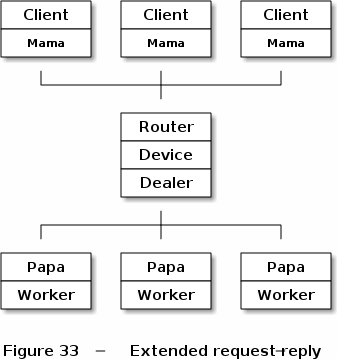 Client Client Client
Mama Mama Mama
Router
Device
Dealer
Papa Papa Papa
Worker Worker Worker
Figure 33 – Extended request-reply